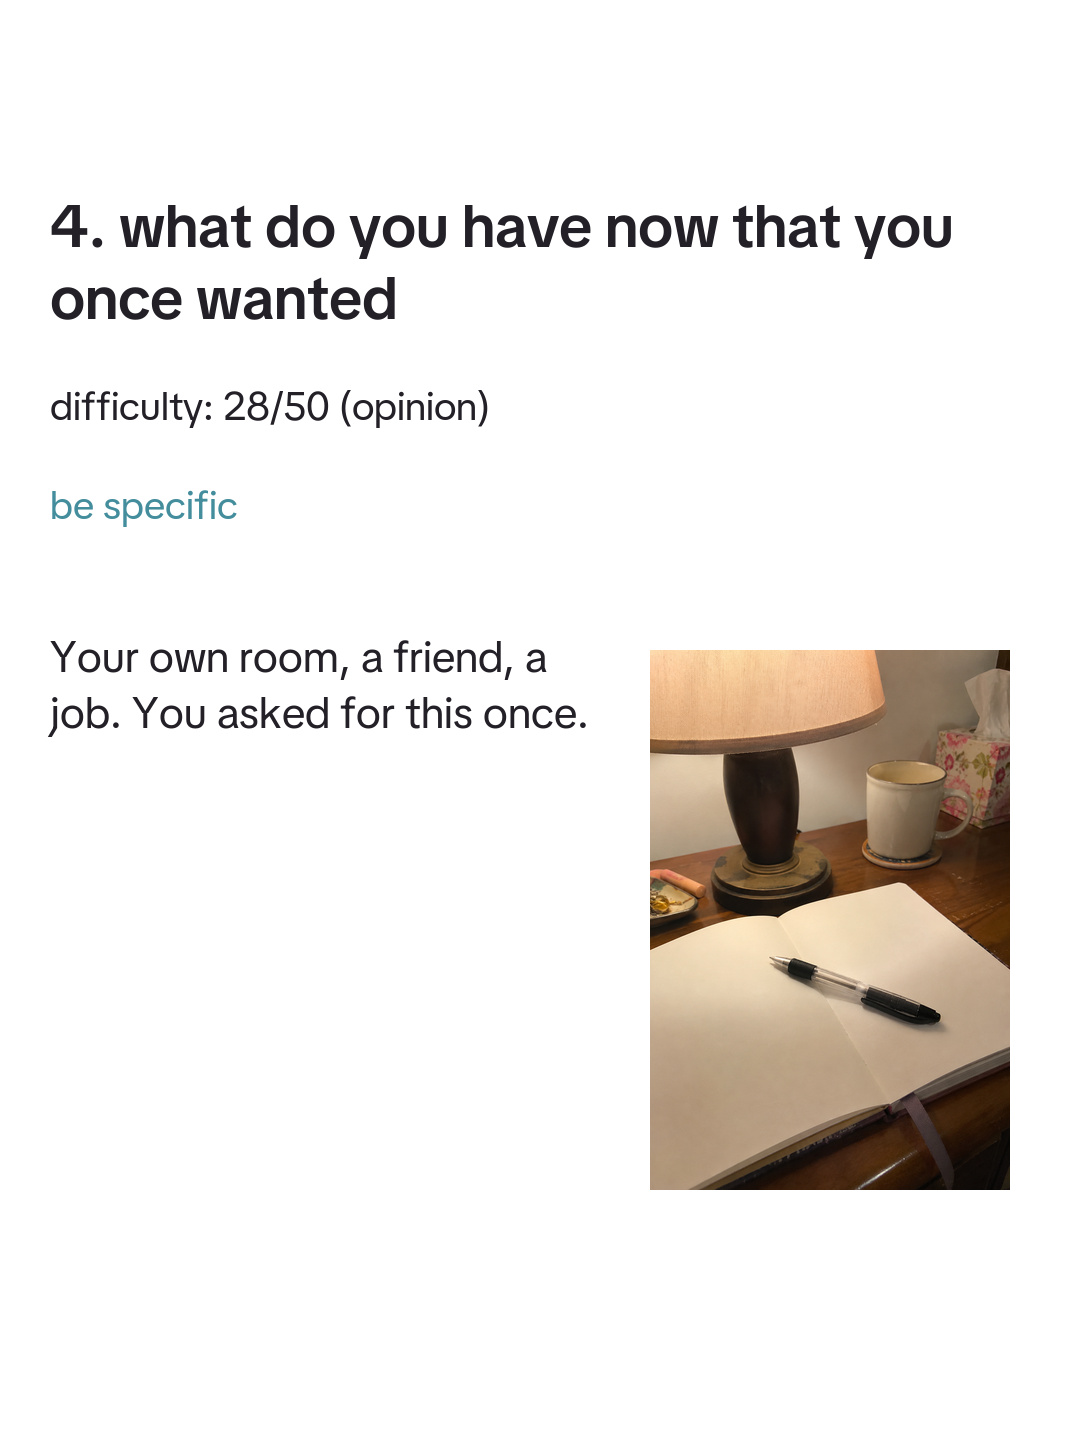 4. what do you have now that you
once wanted
difficulty: 28/50 (opinion)
be specific
Your own room, a friend, a
job. You asked for this once.